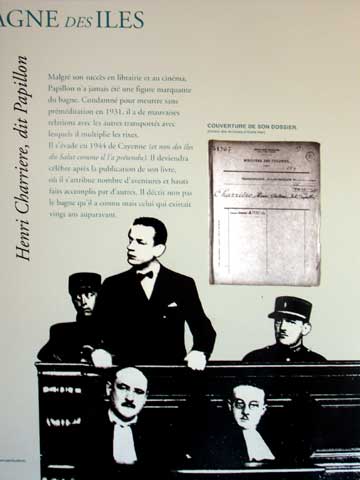 AGNE DES ILES
Henri Charriere, dit Papillon
Malgré son succès en librairie et au cinéma,
Papillon n'a jamais été une figure marquante
du bagne. Condamné pour meurtre sans
préméditation en 1931, il a de mauvaises
relations avec les autres transportés avec
lesquels il multiplie les rixes.
Il s'évade en 1944 de Cayenne (et non des îles
du Salut comme il l'a prétendu). Il deviendra
célèbre après la publication de son livre,
où il s'attribue nombre d'aventures et hauts
faits accomplis par d'autres. Il décrit non pas
le bagne qu'il a connu mais celui qui existait
vingt ans auparavant.
COUVERTURE DE SON DOSSIER.
MINISTÈRE DES COLONIES
Charrière